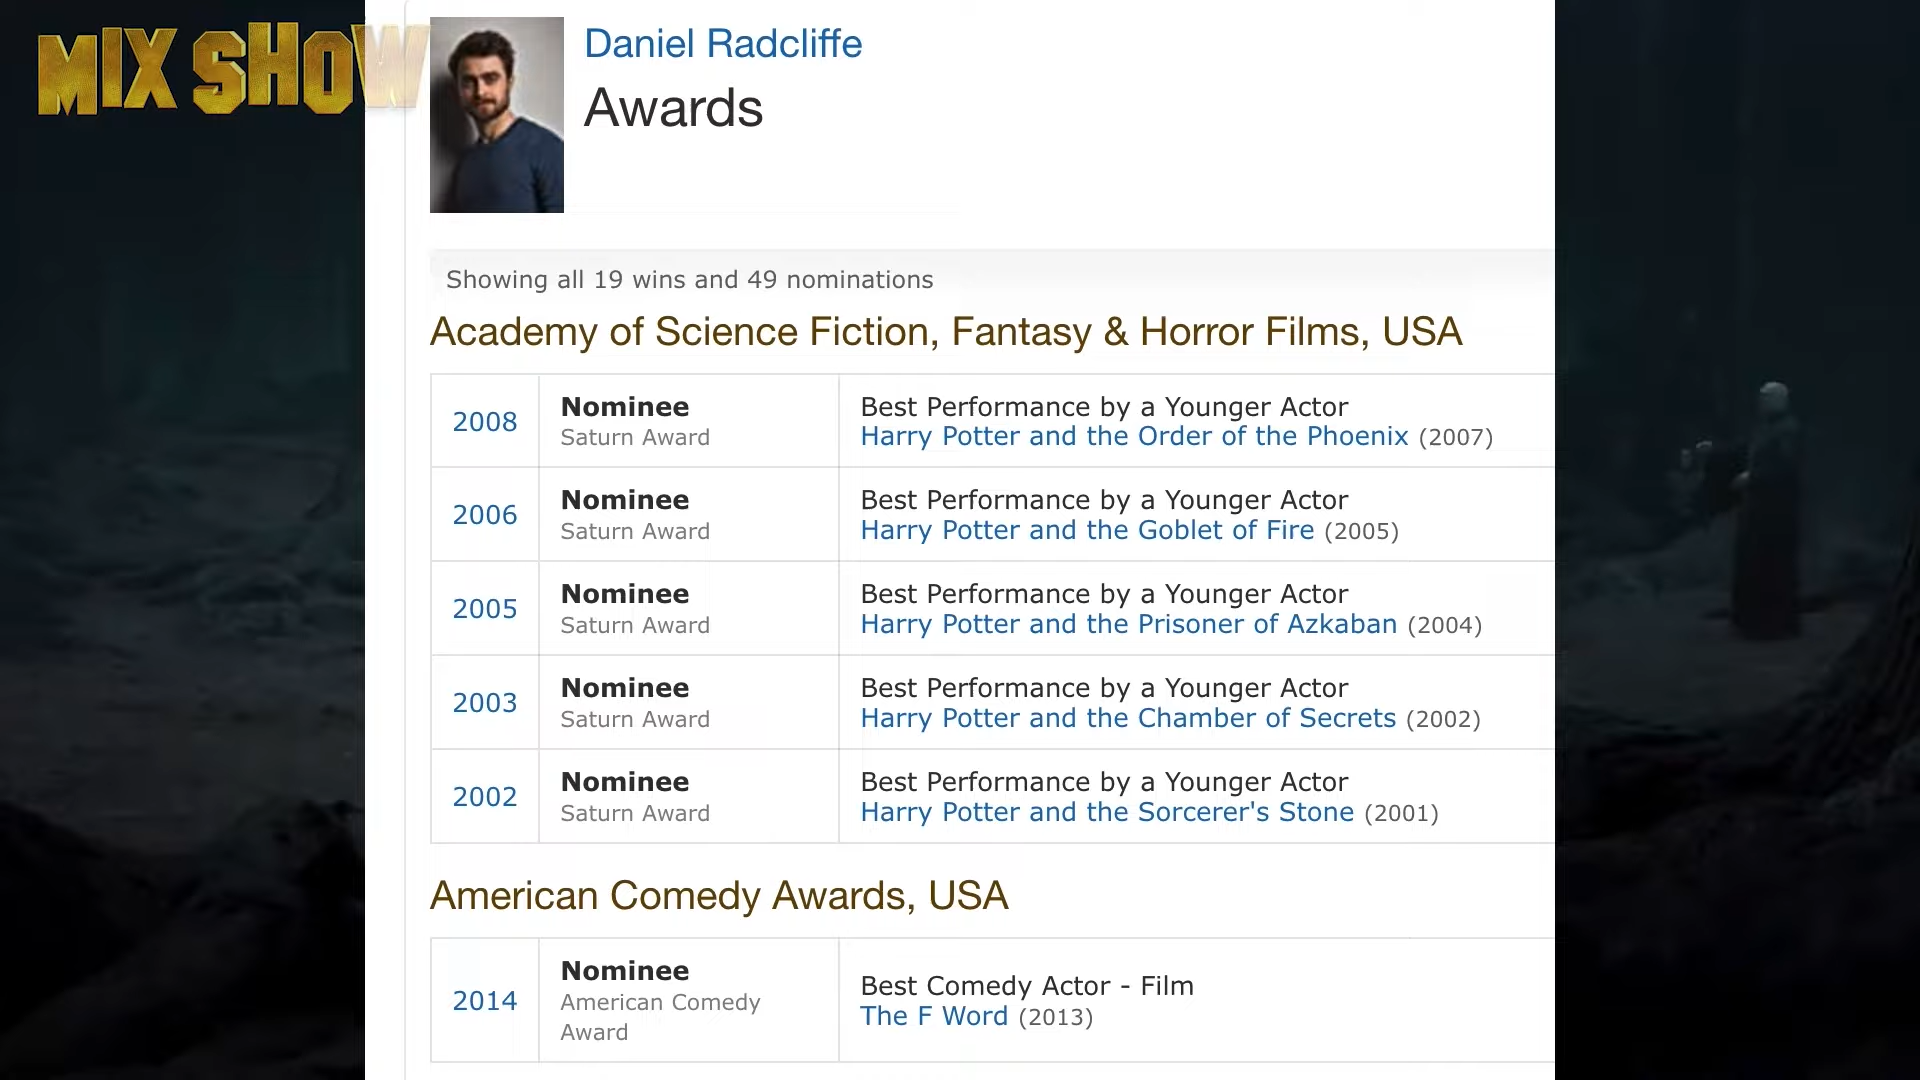 MIX SHOW
Daniel Radcliffe
Awards
Showing all 19 wins and 49 nominations
Academy of Science Fiction, Fantasy & Horror Films, USA
2008
Nominee
Saturn Award
Best Performance by a Younger Actor
Harry Potter and the Order of the Phoenix (2007)
2006
Nominee
Saturn Award
Best Performance by a Younger Actor
Harry Potter and the Goblet of Fire (2005)
2005
Nominee
Saturn Award
Best Performance by a Younger Actor
Harry Potter and the Prisoner of Azkaban (2004)
2003
Nominee
Saturn Award
Best Performance by a Younger Actor
Harry Potter and the Chamber of Secrets (2002)
2002
Nominee
Saturn Award
Best Performance by a Younger Actor
Harry Potter and the Sorcerer's Stone (2001)
American Comedy Awards, USA
2014
Nominee
American Comedy
Award
Best Comedy Actor - Film
The F Word (2013)